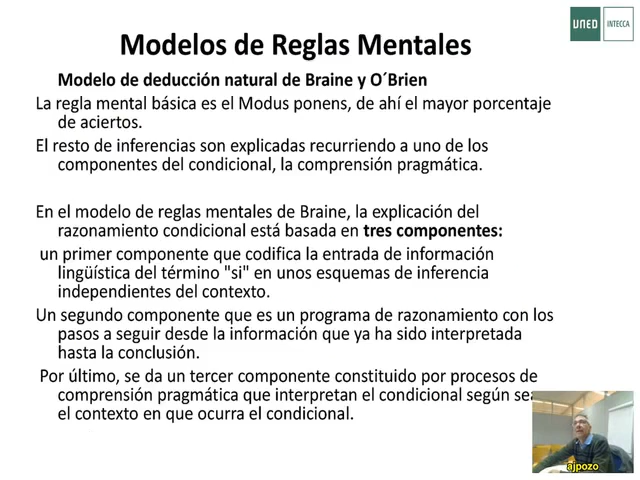 UNED INTECCA
Modelos de Reglas Mentales
Modelo de deducción natural de Braine y O´Brien
La regla mental básica es el Modus ponens, de ahí el mayor porcentaje
de aciertos.
El resto de inferencias son explicadas recurriendo a uno de los
componentes del condicional, la comprensión pragmática.
En el modelo de reglas mentales de Braine, la explicación del
razonamiento condicional está basada en tres componentes:
un primer componente que codifica la entrada de información
lingüística del término "si" en unos esquemas de inferencia
independientes del contexto.
Un segundo componente que es un programa de razonamiento con los
pasos a seguir desde la información que ya ha sido interpretada
hasta la conclusión.
Por último, se da un tercer componente constituido por procesos de
comprensión pragmática que interpretan el condicional según sea
el contexto en que ocurra el condicional.
ajpozo